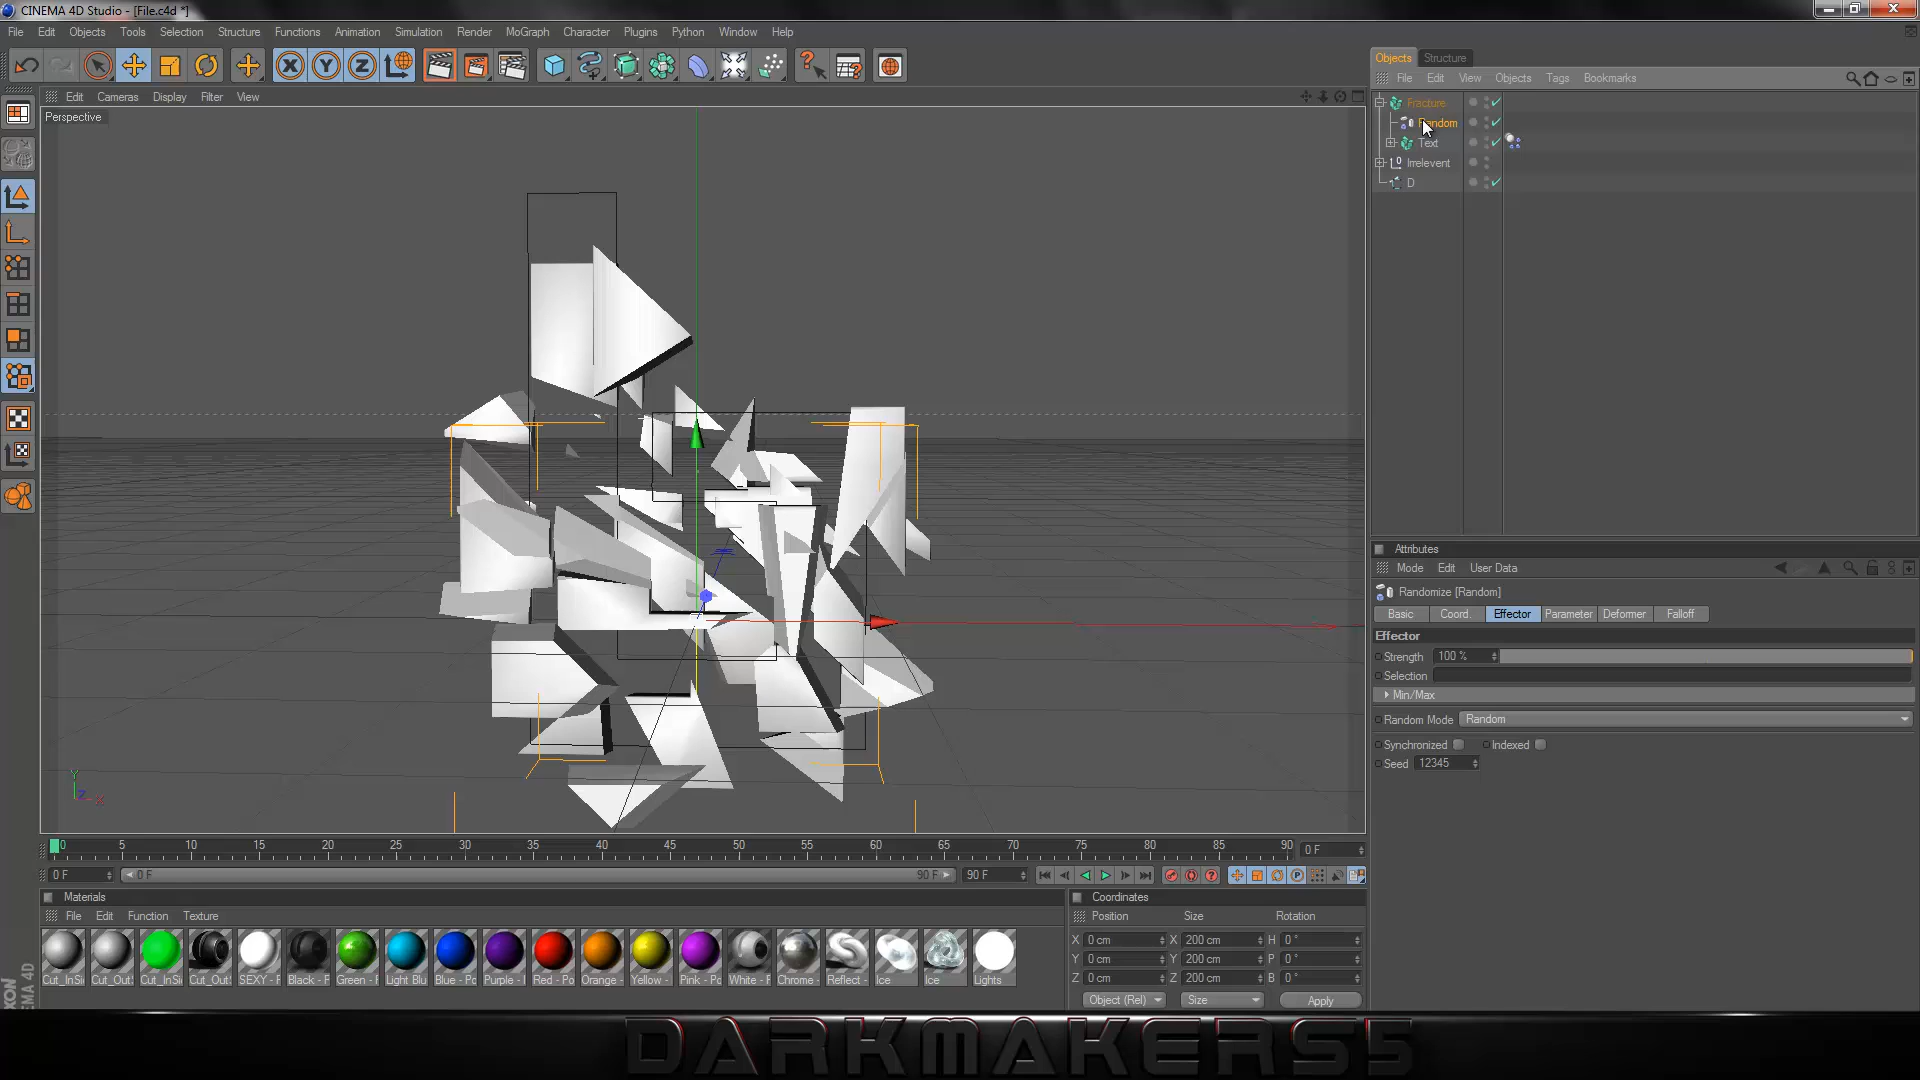 CINEMA 4D Studio - [File.c4d *]
File Edit Objects Tools Selection Structure Functions Animation Simulation Render MoGraph Character Plugins Python Window Help
Edit Cameras Display Filter View
Perspective
Objects Structure
File Edit View Objects Tags Bookmarks
Fracture
Random
Text
Irrelevent
D
Attributes
Mode Edit User Data
Randomize [Random]
Basic Coord. Effector Parameter Deformer Falloff
Effector
Strength 100 %
Selection
Min/Max
Random Mode Random
Synchronized Indexed
Seed 12345
0 5 10 15 20 25 30 35 40 45 50 55 60 65 70 75 80 85 90 0 F
0 F 0 F 90 F 90 F
Materials
File Edit Function Texture
Cut_InSi Cut_Out: Cut_InSi Cut_Out: SEXY - F Black - F Green - F Light Blu Blue - Po Purple - I Red - Po Orange - Yellow - Pink - Po White - F Chrome - Reflect - Ice Ice Lights
Coordinates
Position Size Rotation
X 0 cm X 200 cm H 0 °
Y 0 cm Y 200 cm P 0 °
Z 0 cm Z 200 cm B 0 °
Object (Rel) Size Apply
DARKMAKERS5